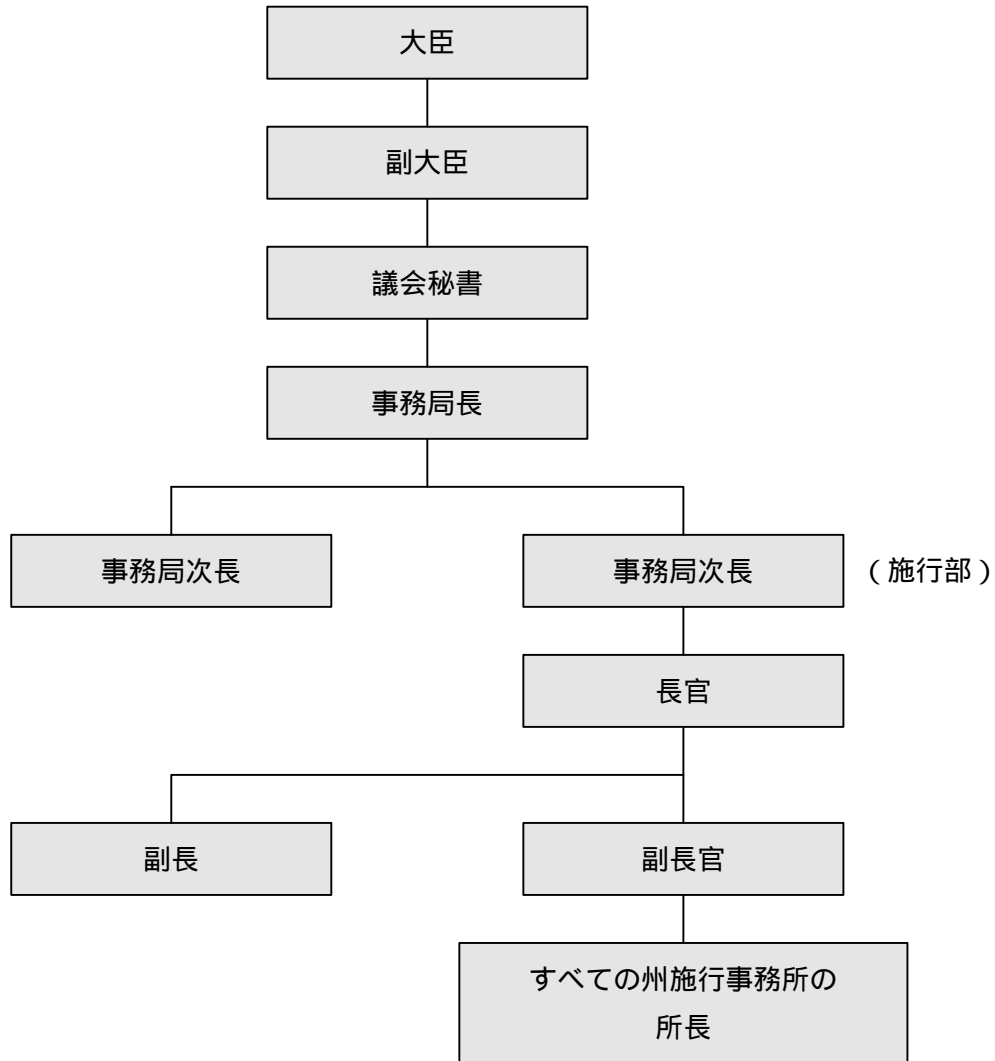 大臣
副大臣
議会秘書
事務局長
事務局次長
事務局次長
（施行部）
長官
副長
副長官
すべての州施行事務所の
所長